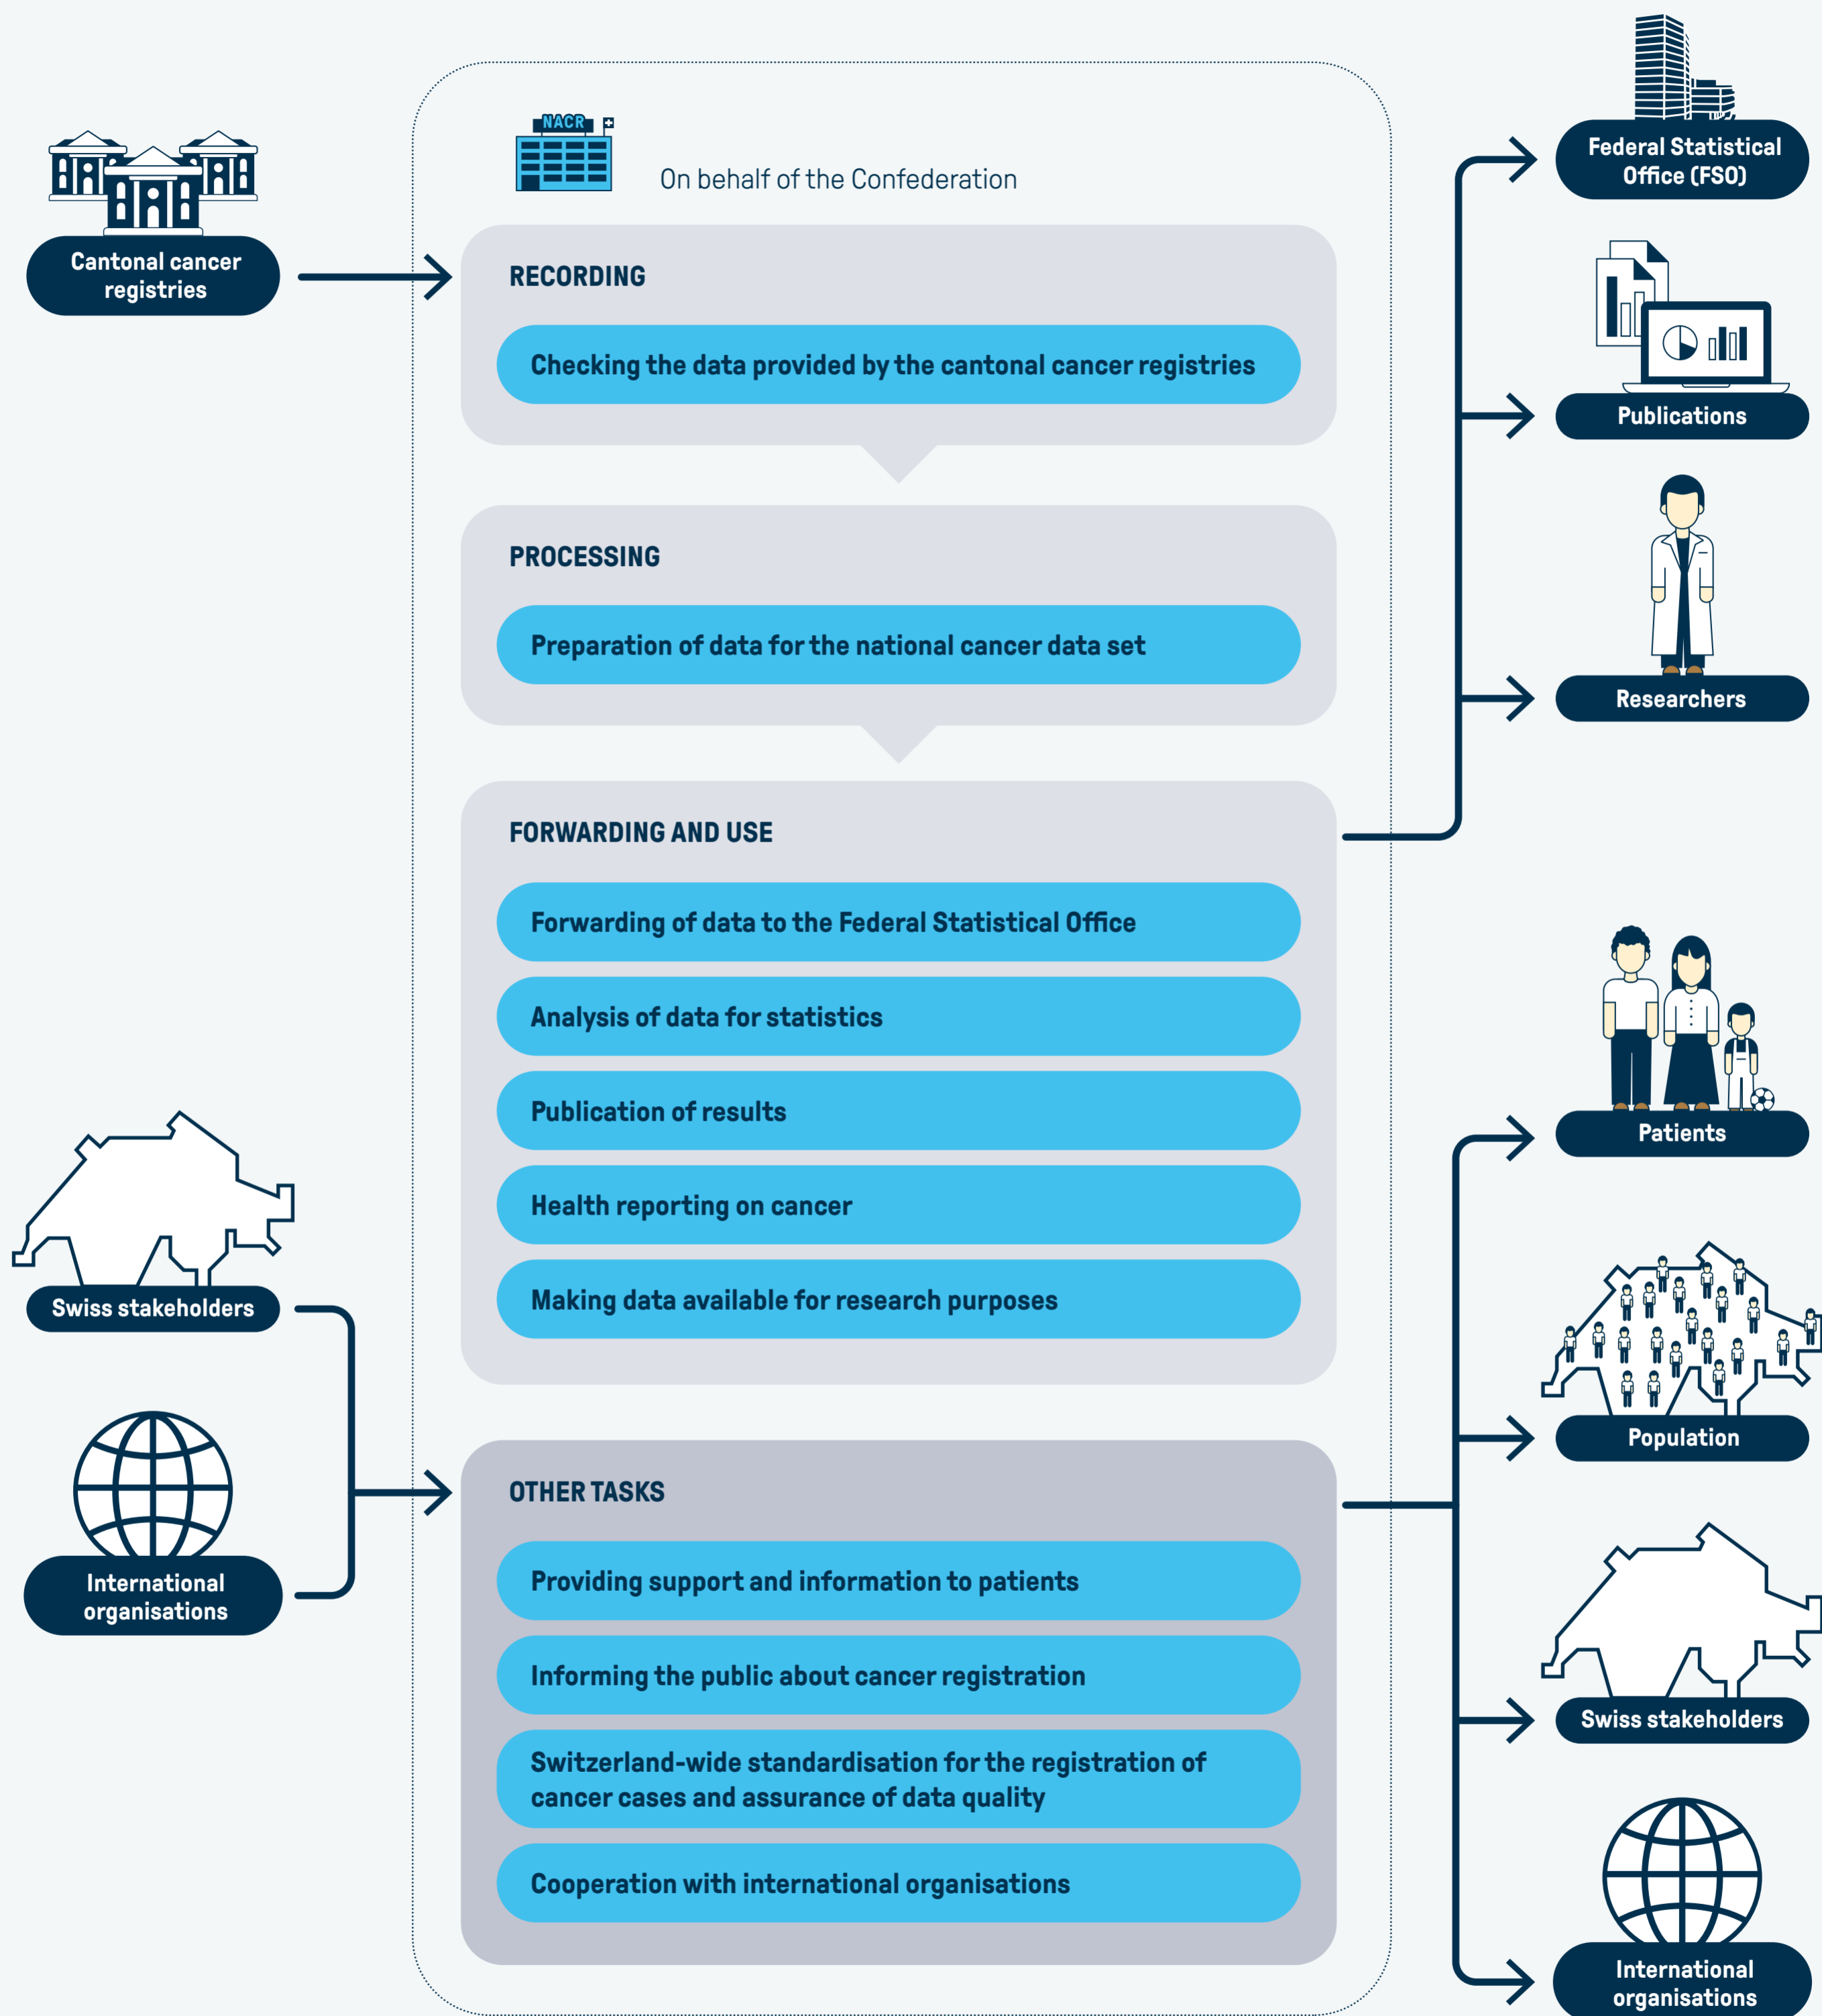 Cantonal cancer
registries
Swiss stakeholders
International
organisations
NACR
On behalf of the Confederation
RECORDING
Checking the data provided by the cantonal cancer registries
PROCESSING
Preparation of data for the national cancer data set
FORWARDING AND USE
Forwarding of data to the Federal Statistical Office
Analysis of data for statistics
Publication of results
Health reporting on cancer
Making data available for research purposes
OTHER TASKS
Providing support and information to patients
Informing the public about cancer registration
Switzerland-wide standardisation for the registration of
cancer cases and assurance of data quality
Cooperation with international organisations
Federal Statistical
Office (FSO)
Publications
Researchers
Patients
Population
Swiss stakeholders
International
organisations